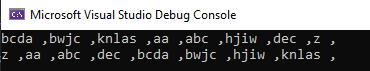 Microsoft Visual Studio Debug Console
bcda ,bwjc ,knlas ,aa ,abc ,hjiw ,dec ,z ,
z ,aa ,abc ,dec ,bcda ,bwjc ,hjiw ,knlas ,